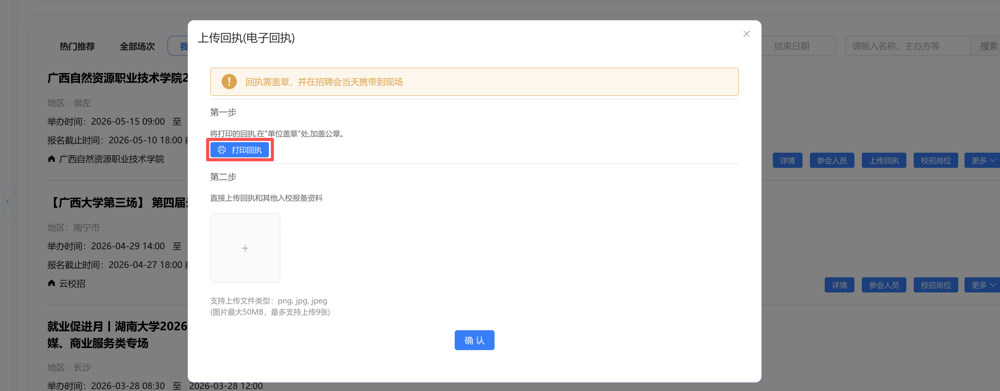 上传回执(电子回执)
热门推荐
全部场次
我
结束日期
请输入名称、主办方等
搜索
广西自然资源职业技术学院2
回执需盖章，并在招聘会当天携带到现场
地区：崇左
第一步
举办时间：2026-05-15 09:00 至
将打印的回执,在"单位盖章"处,加盖公章。
报名截止时间：2026-05-10 18:00 前
打印回执
广西自然资源职业技术学院
详情
参会人员
上传回执
校招岗位
更多
第二步
直接上传回执和其他入校报备资料
【广西大学第三场】 第四届
地区：南宁市
举办时间：2026-04-29 14:00 至
报名截止时间：2026-04-27 18:00 前
云校招
详情
参会人员
校招岗位
更多
支持上传文件类型：png, jpg, jpeg
(图片最大50MB，最多支持上传9张)
就业促进月丨湖南大学2026
媒、商业服务类专场
确 认
地区：长沙
举办时间：2026-03-28 08:30 至 2026-03-28 12:00